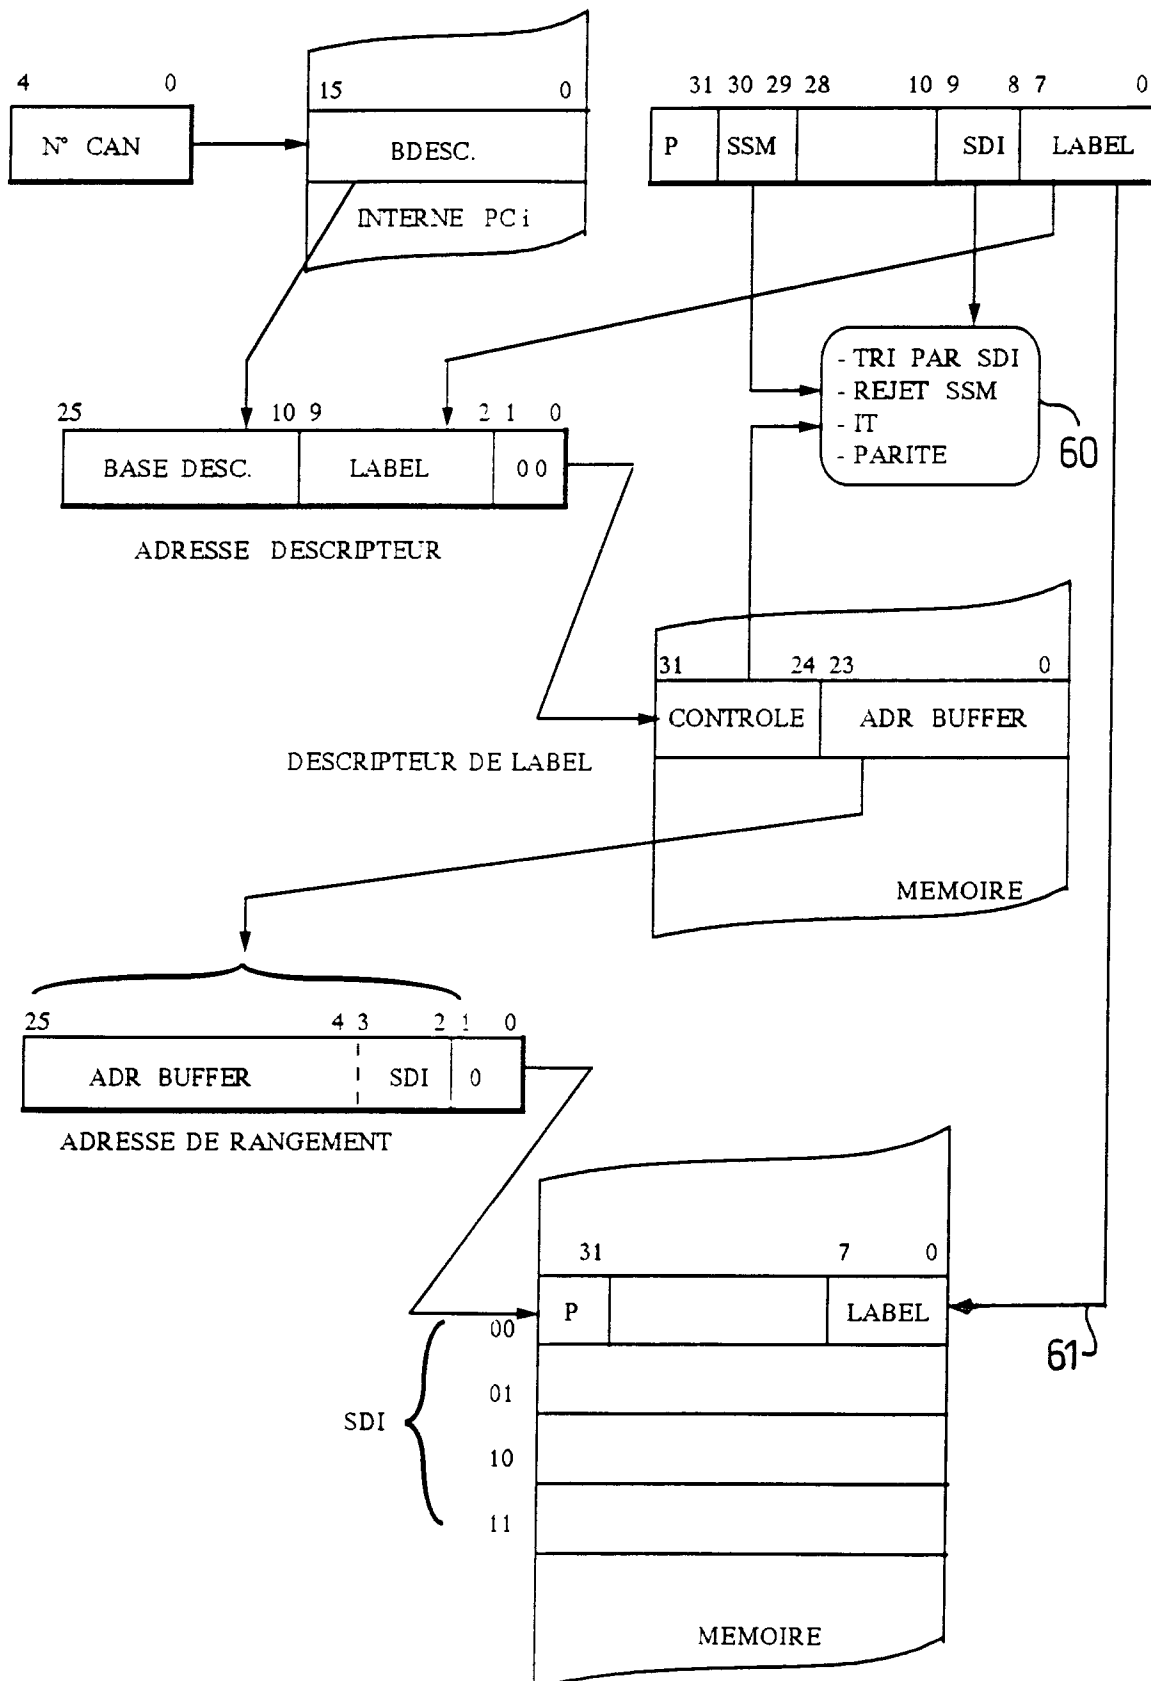 4 0
N° CAN
15 0
BDESC.
INTERNE PCi
31 30 29 28 10 9 8 7 0
P SSM SDI LABEL
- TRI PAR SDI
- REJET SSM
- IT
- PARITE
60
25 10 9 2 1 0
BASE DESC. LABEL 0 0
ADRESSE DESCRIPTEUR
31 24 23 0
CONTROLE ADR BUFFER
DESCRIPTEUR DE LABEL
MEMOIRE
25 4 3 2 1 0
ADR BUFFER SDI 0
ADRESSE DE RANGEMENT
31 7 0
P LABEL
61
00
01
SDI
10
11
MEMOIRE